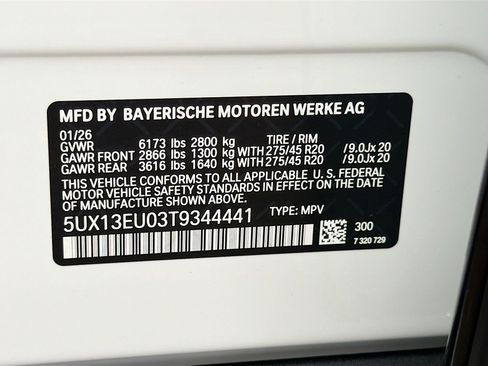 MFD BY BAYERISCHE MOTOREN WERKE AG
01/26
GVWR 6173 lbs 2800 kg TIRE / RIM
GAWR FRONT 2866 lbs 1300 kg WITH 275/45 R20 / 9.0Jx 20
GAWR REAR 3616 lbs 1640 kg WITH 275/45 R20 / 9.0Jx 20
THIS VEHICLE CONFORMS TO ALL APPLICABLE U. S. FEDERAL
MOTOR VEHICLE SAFETY STANDARDS IN EFFECT ON THE
DATE OF MANUFACTURE SHOWN ABOVE.
5UX13EU03T9344441 TYPE: MPV
300
7 320 729